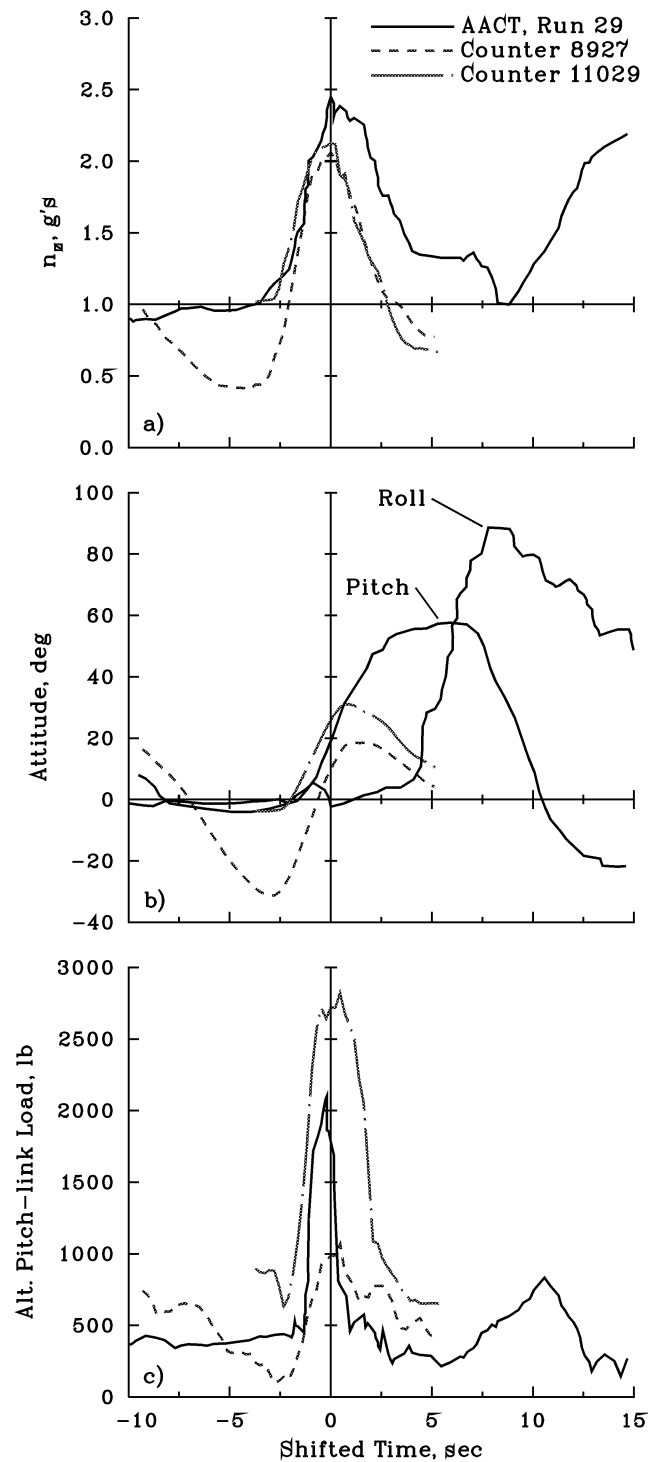 3.0
AACT, Run 29
Counter 8927
Counter 11029
2.5
2.0
1.5
1.0
0.5
0.0
n_z, g's
a)
100
80
60
40
20
0
−20
−40
Attitude, deg
Roll
Pitch
b)
3000
2500
2000
1500
1000
500
0
Alt. Pitch−link Load, lb
c)
−10 −5 0 5 10 15
Shifted Time, sec